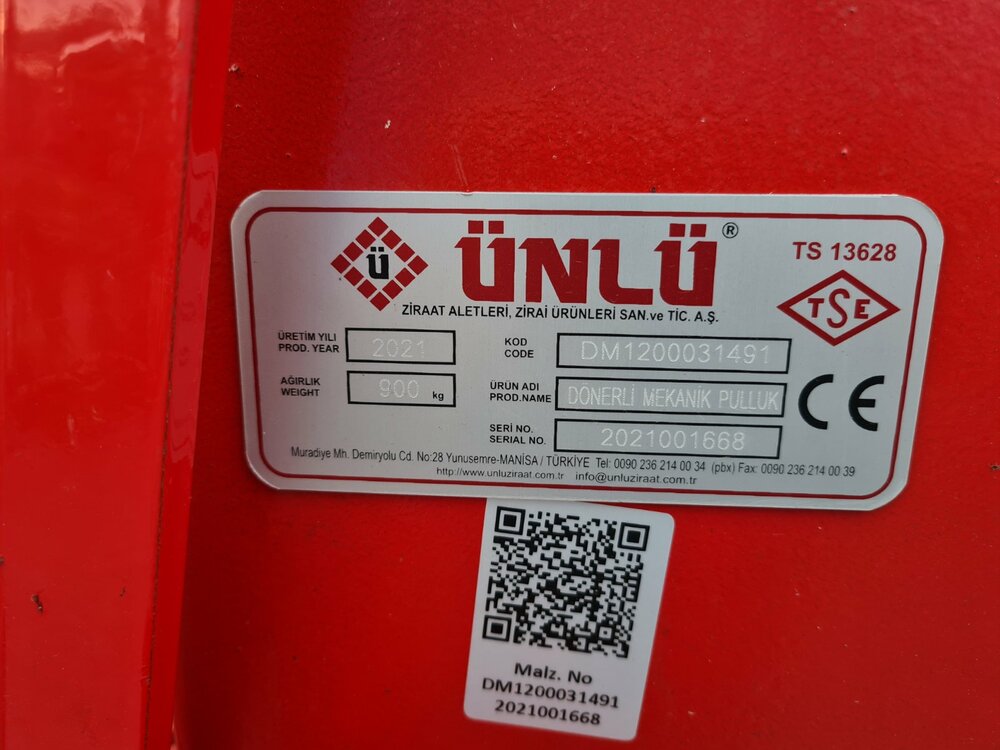 ü
ÜNLÜ®
ZİRAAT ALETLERİ, ZİRAİ ÜRÜNLERİ SAN.ve TİC. A.Ş.
TS 13628
TSE
ÜRETİM YILI
PROD. YEAR
2021
KOD
CODE
DM1200031491
AĞIRLIK
WEIGHT
900 kg
ÜRÜN ADI
PROD.NAME
DÖNERLİ MEKANİK PULLUK
CE
SERİ NO.
SERIAL NO.
2021001668
Muradiye Mh. Demiryolu Cd. No:28 Yunusemre-MANİSA / TÜRKİYE Tel: 0090 236 214 00 34 (pbx) Fax: 0090 236 214 00 39
http://www.unluziraat.com.tr info@unluziraat.com.tr
Malz. No
DM1200031491
2021001668